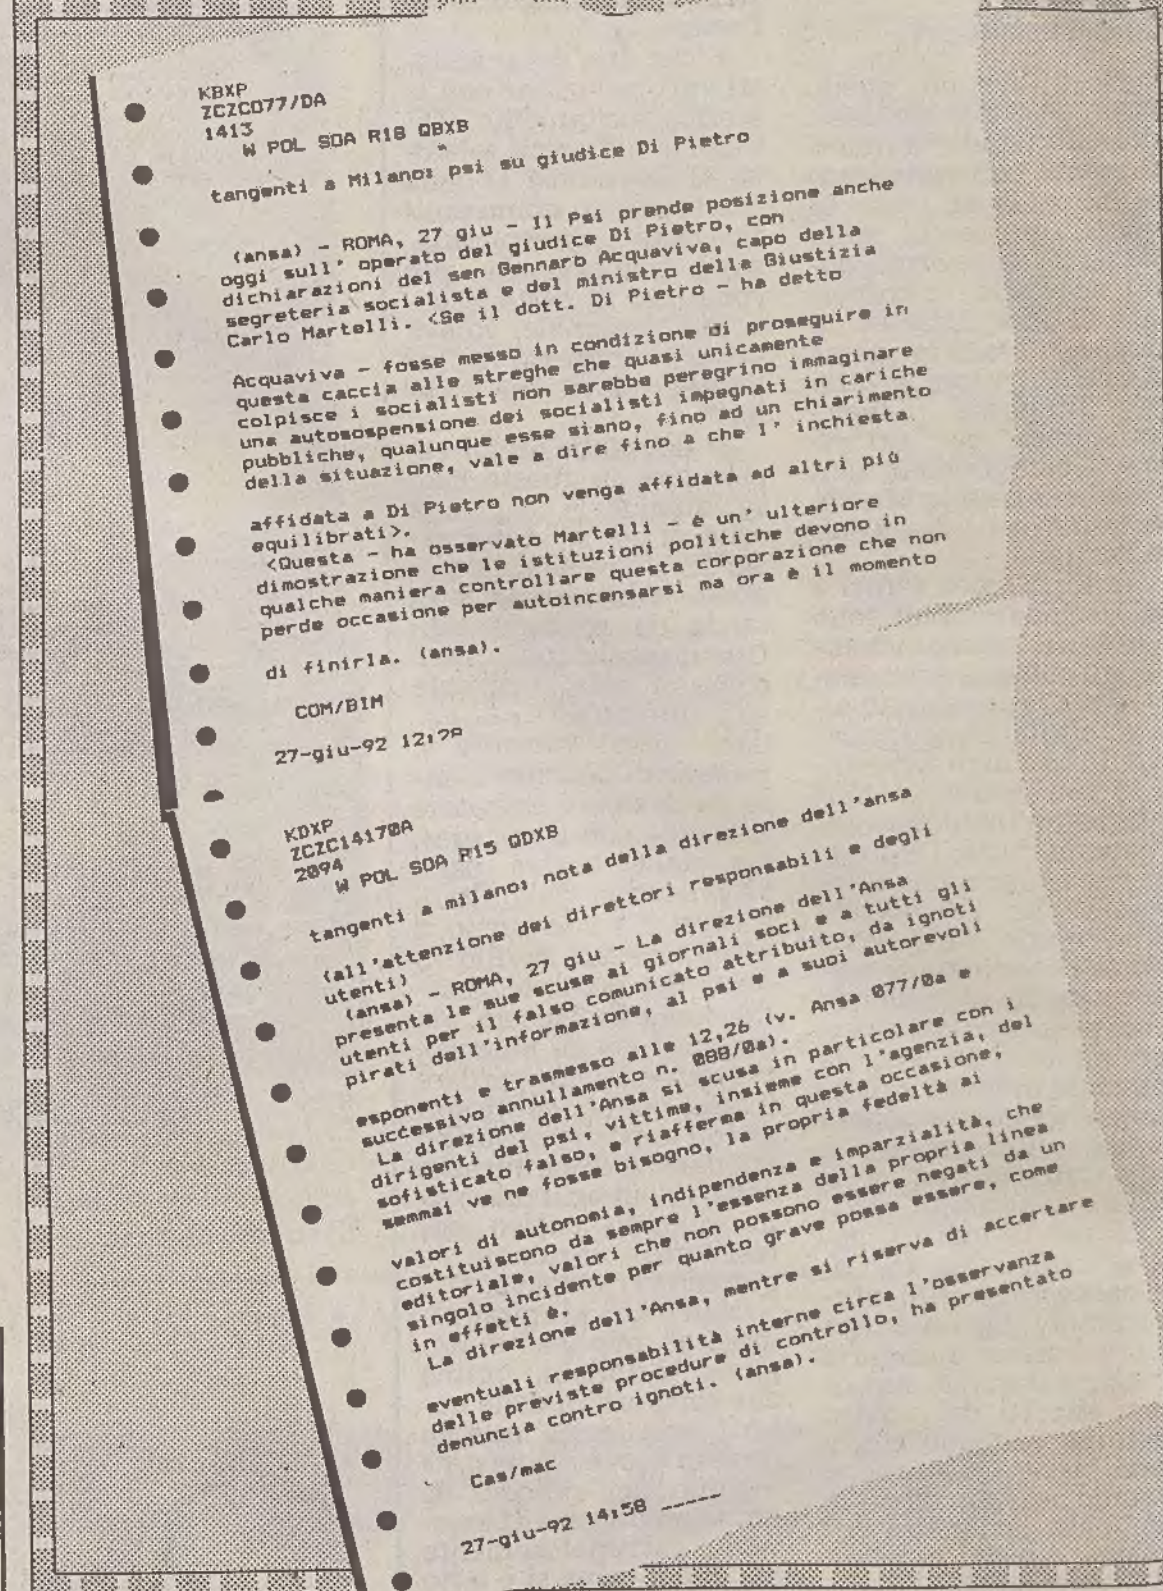 KBXP
ZCZC077/DA
1413
W POL SOA R18 QBXB
tangenti a Milano: psi su giudice Di Pietro
(ansa) - ROMA, 27 giu - Il Psi prende posizione anche
oggi sull' operato del giudice Di Pietro, con
dichiarazioni del sen Gennaro Acquaviva, capo della
segreteria socialista e del ministro della Giustizia
Carlo Martelli. <Se il dott. Di Pietro - ha detto
Acquaviva - fosse messo in condizione di proseguire in
questa caccia alle streghe che quasi unicamente
colpisce i socialisti non sarebbe peregrino immaginare
una autosospensione dei socialisti impegnati in cariche
pubbliche, qualunque esse siano, fino ad un chiarimento
della situazione, vale a dire fino a che l' inchiesta
affidata a Di Pietro non venga affidata ad altri più
equilibrati>.
<Questa - ha osservato Martelli - è un' ulteriore
dimostrazione che le istituzioni politiche devono in
qualche maniera controllare questa corporazione che non
perde occasione per autoincensarsi ma ora è il momento
di finirla. (ansa).
COM/BIM
27-giu-92 12:28
KDXP
ZCZC14170A
2094
W POL SOA R15 QDXB
tangenti a milano: nota della direzione dell'ansa
(all'attenzione dei direttori responsabili e degli
utenti)
(ansa) - ROMA, 27 giu - La direzione dell'Ansa
presenta le sue scuse ai giornali soci e a tutti gli
utenti per il falso comunicato attribuito, da ignoti
pirati dell'informazione, al psi e a suoi autorevoli
esponenti e trasmesso alle 12,26 (v. Ansa 077/0a e
successivo annullamento n. 088/0a).
La direzione dell'Ansa si scusa in particolare con i
dirigenti del psi, vittime, insieme con l'agenzia, del
sofisticato falso, e riafferma in questa occasione,
semmai ve ne fosse bisogno, la propria fedeltà ai
valori di autonomia, indipendenza e imparzialità, che
costituiscono da sempre l'essenza della propria linea
editoriale, valori che non possono essere negati da un
singolo incidente per quanto grave possa essere, come
in effetti è.
La direzione dell'Ansa, mentre si riserva di accertare
eventuali responsabilità interne circa l'osservanza
delle previste procedure di controllo, ha presentato
denuncia contro ignoti. (ansa).
Cas/mac
27-giu-92 14:58 -----